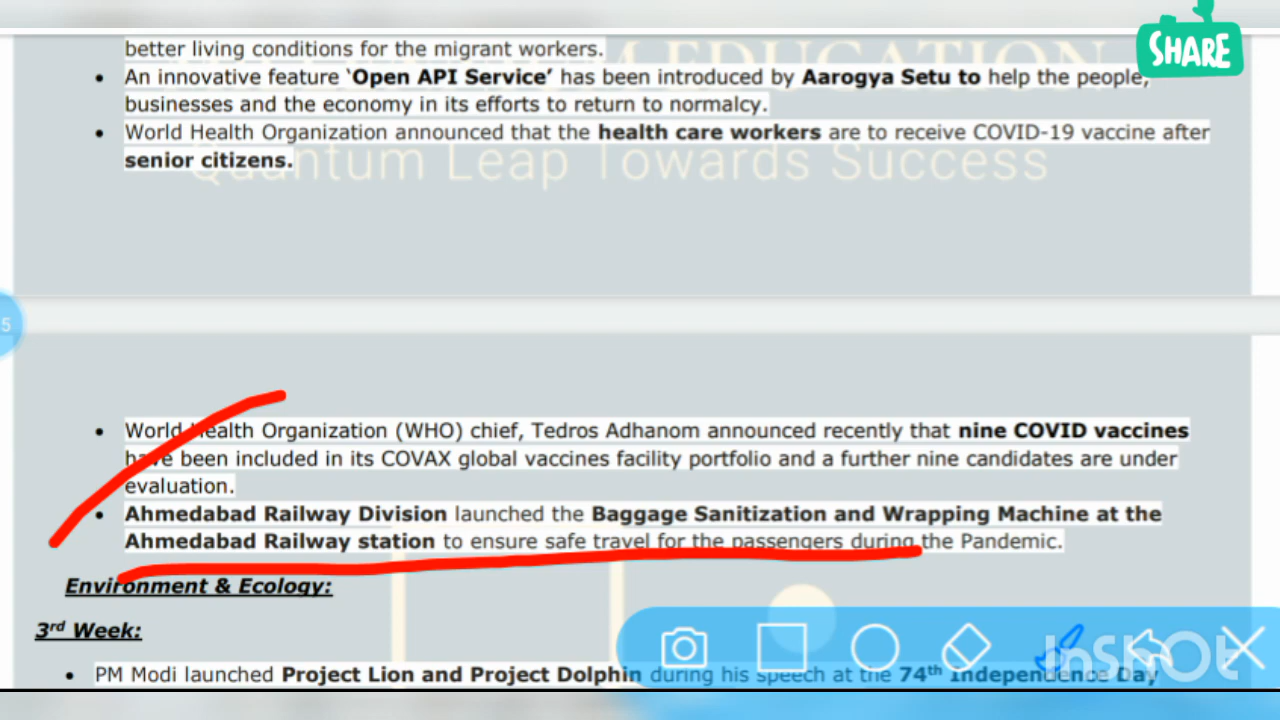 SHARE
better living conditions for the migrant workers.
EDUCATION
• An innovative feature ‘Open API Service’ has been introduced by Aarogya Setu to help the people,
businesses and the economy in its efforts to return to normalcy.
• World Health Organization announced that the health care workers are to receive COVID-19 vaccine after
senior citizens.
Quantum Leap Towards Success
5
• World Health Organization (WHO) chief, Tedros Adhanom announced recently that nine COVID vaccines
have been included in its COVAX global vaccines facility portfolio and a further nine candidates are under
evaluation.
• Ahmedabad Railway Division launched the Baggage Sanitization and Wrapping Machine at the
Ahmedabad Railway station to ensure safe travel for the passengers during the Pandemic.
Environment & Ecology:
3rd Week:
InShOt
• PM Modi launched Project Lion and Project Dolphin during his speech at the 74th Independence Day